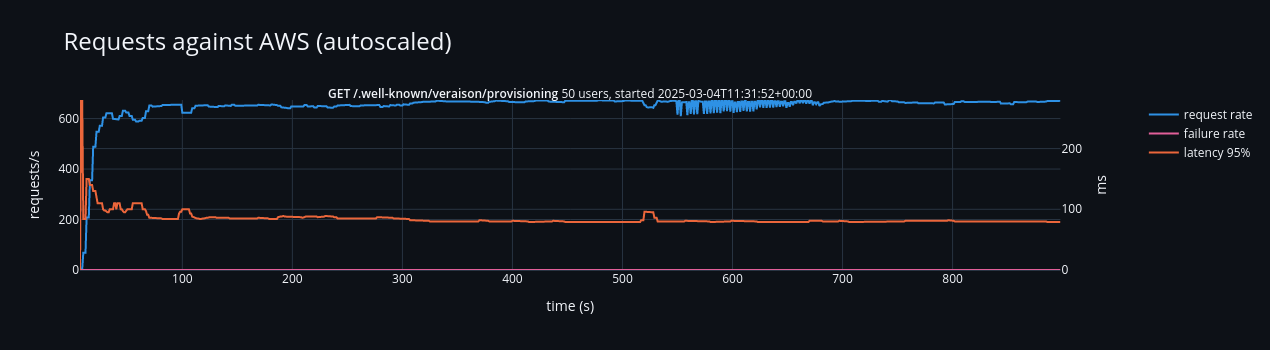 Requests against AWS (autoscaled)
GET /.well-known/veraison/provisioning 50 users, started 2025-03-04T11:31:52+00:00
600
400
200
0
requests/s
200
100
0
ms
100 200 300 400 500 600 700 800
time (s)
request rate
failure rate
latency 95%